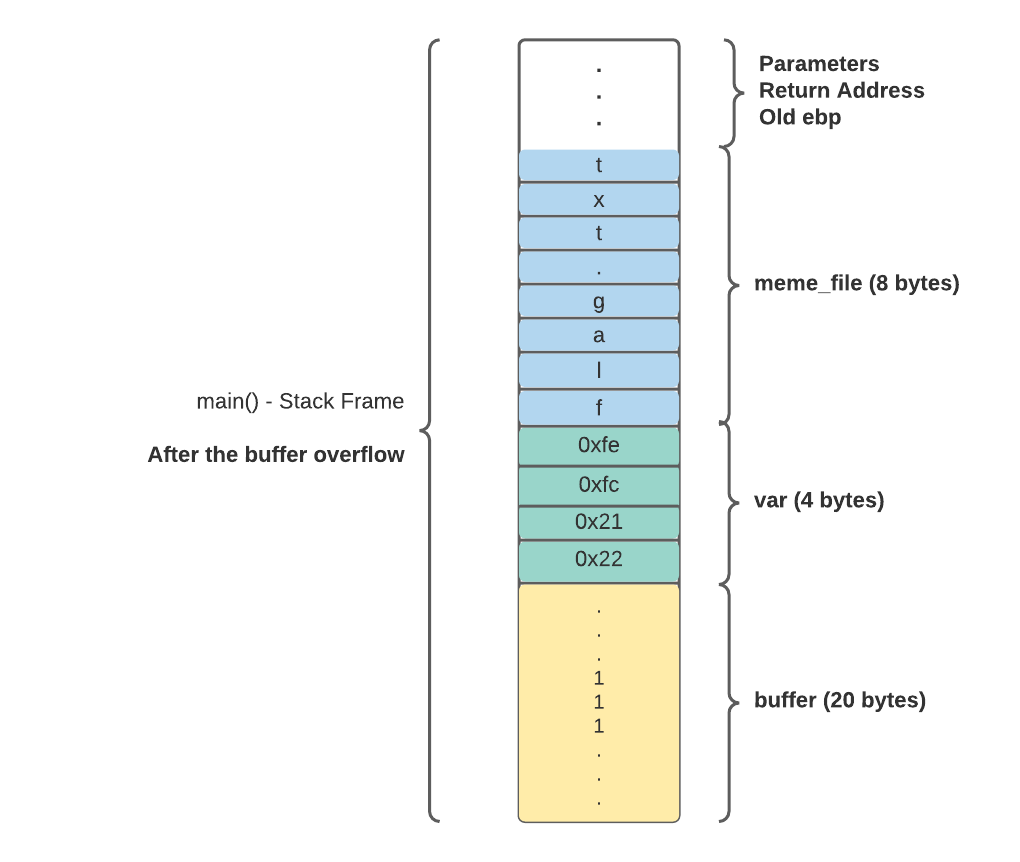 .
.
.
Parameters
Return Address
Old ebp
t
x
t
.
g
a
l
f
meme_file (8 bytes)
main() - Stack Frame
After the buffer overflow
0xfe
0xfc
0x21
0x22
var (4 bytes)
.
.
.
1
1
1
.
.
.
buffer (20 bytes)